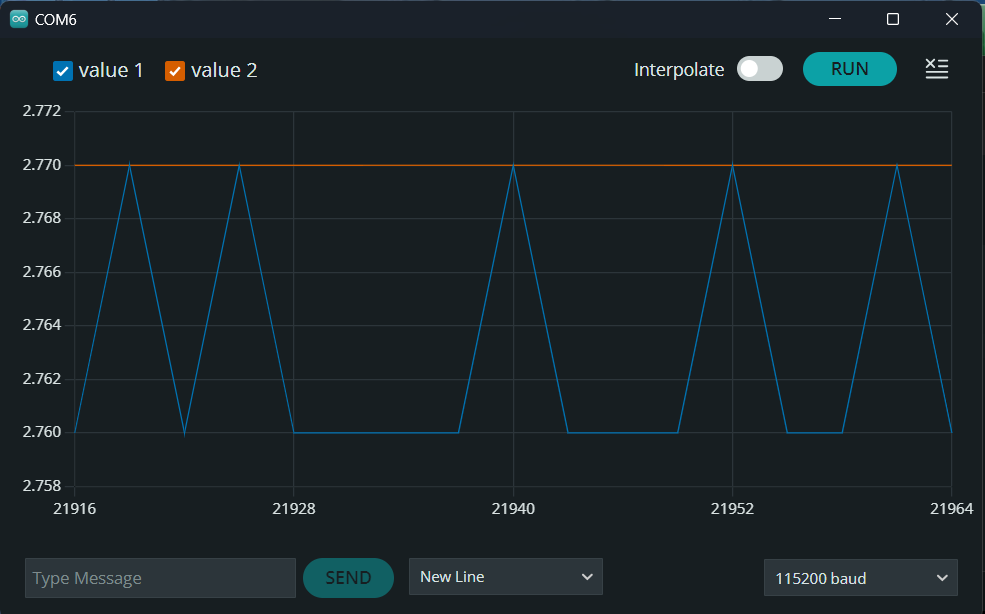 COM6
value 1 value 2 Interpolate RUN
2.772
2.770
2.768
2.766
2.764
2.762
2.760
2.758
21916 21928 21940 21952 21964
Type Message SEND New Line 115200 baud